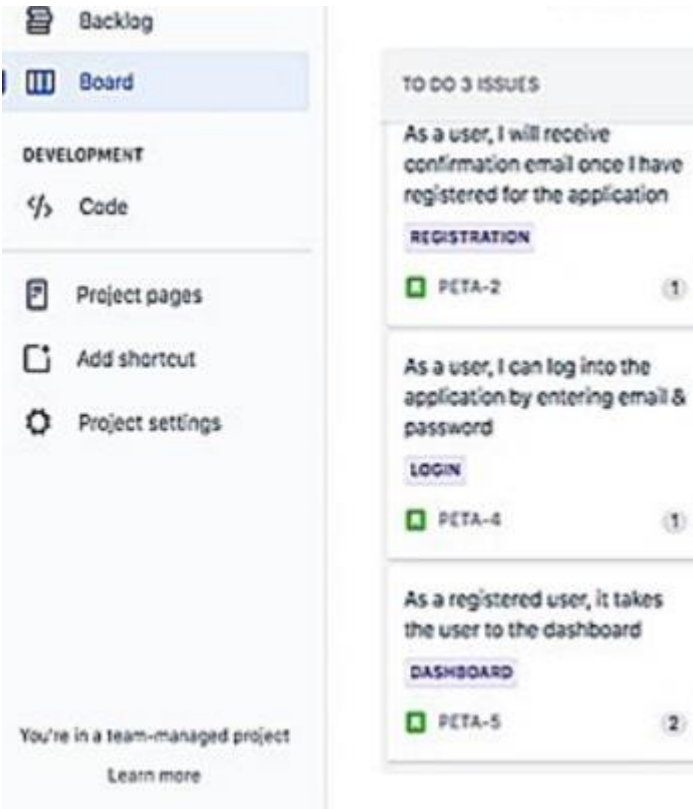 Backlog
Board
DEVELOPMENT
Code
Project pages
Add shortcut
Project settings
You're in a team-managed project
Learn more
TO DO 3 ISSUES
As a user, I will receive
confirmation email once I have
registered for the application
REGISTRATION
PETA-2
1
As a user, I can log into the
application by entering email &
password
LOGIN
PETA-4
1
As a registered user, it takes
the user to the dashboard
DASHBOARD
PETA-5
2